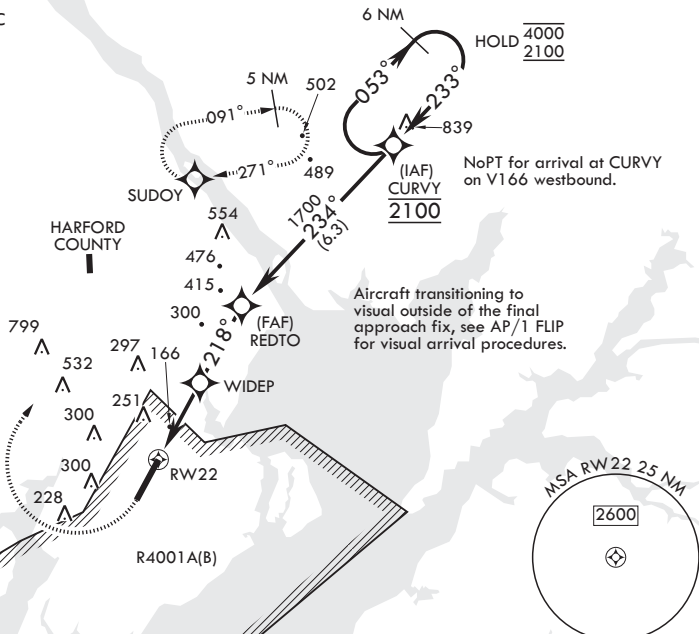 C
6 NM
HOLD 4000
2100
053°
233°
5 NM
502
091°
839
271°
489
(IAF)
CURVY
2100
NoPT for arrival at CURVY
on V166 westbound.
SUDOY
1700
234°
(6.3)
554
HARFORD
COUNTY
476
415
300
(FAF)
REDTO
Aircraft transitioning to
visual outside of the final
approach fix, see AP/1 FLIP
for visual arrival procedures.
799
532
297
166
218°
WIDEP
300
251
RW22
300
228
R4001A(B)
MSA RW22 25 NM
2600